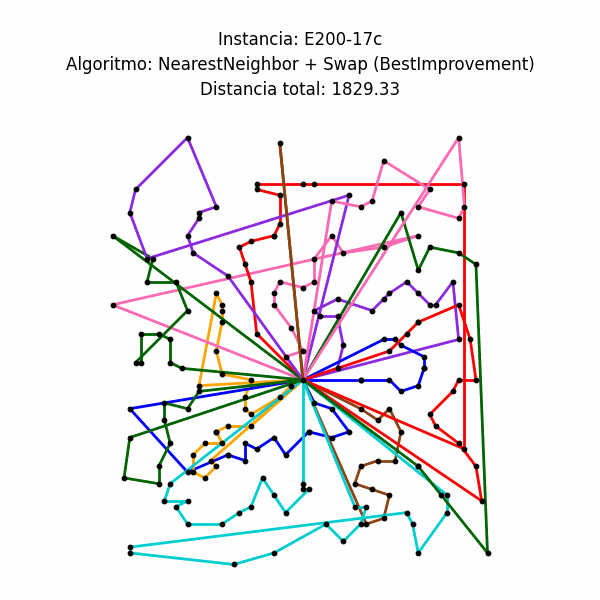 Instancia: E200-17c
Algoritmo: NearestNeighbor + Swap (BestImprovement)
Distancia total: 1829.33